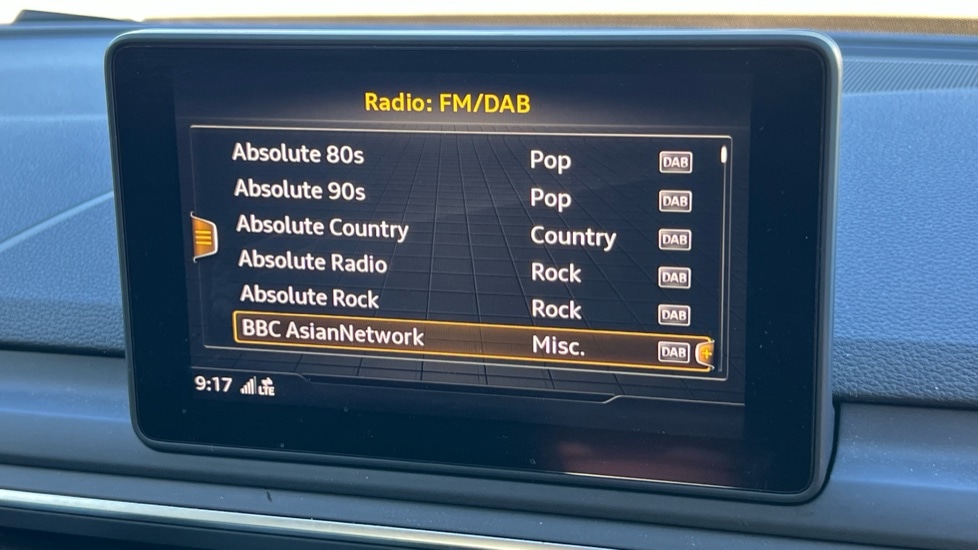 Radio: FM/DAB
Absolute 80s Pop DAB
Absolute 90s Pop DAB
Absolute Country Country DAB
Absolute Radio Rock DAB
Absolute Rock Rock DAB
BBC AsianNetwork Misc. DAB
9:17 LTE